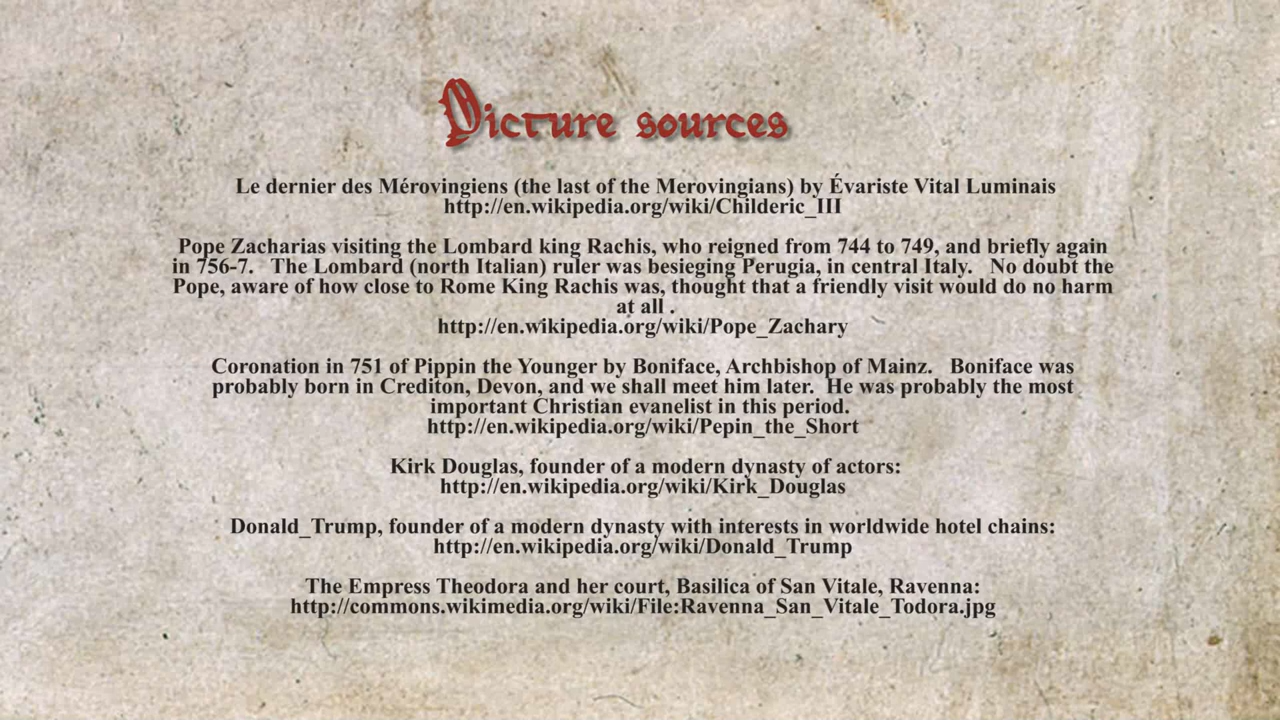 Picture sources
Le dernier des Mérovingiens (the last of the Merovingians) by Évariste Vital Luminais
http://en.wikipedia.org/wiki/Childeric_III
Pope Zacharias visiting the Lombard king Rachis, who reigned from 744 to 749, and briefly again
in 756-7. The Lombard (north Italian) ruler was besieging Perugia, in central Italy. No doubt the
Pope, aware of how close to Rome King Rachis was, thought that a friendly visit would do no harm
at all .
http://en.wikipedia.org/wiki/Pope_Zachary
Coronation in 751 of Pippin the Younger by Boniface, Archbishop of Mainz. Boniface was
probably born in Crediton, Devon, and we shall meet him later. He was probably the most
important Christian evanelist in this period.
http://en.wikipedia.org/wiki/Pepin_the_Short
Kirk Douglas, founder of a modern dynasty of actors:
http://en.wikipedia.org/wiki/Kirk_Douglas
Donald_Trump, founder of a modern dynasty with interests in worldwide hotel chains:
http://en.wikipedia.org/wiki/Donald_Trump
The Empress Theodora and her court, Basilica of San Vitale, Ravenna:
http://commons.wikimedia.org/wiki/File:Ravenna_San_Vitale_Todora.jpg